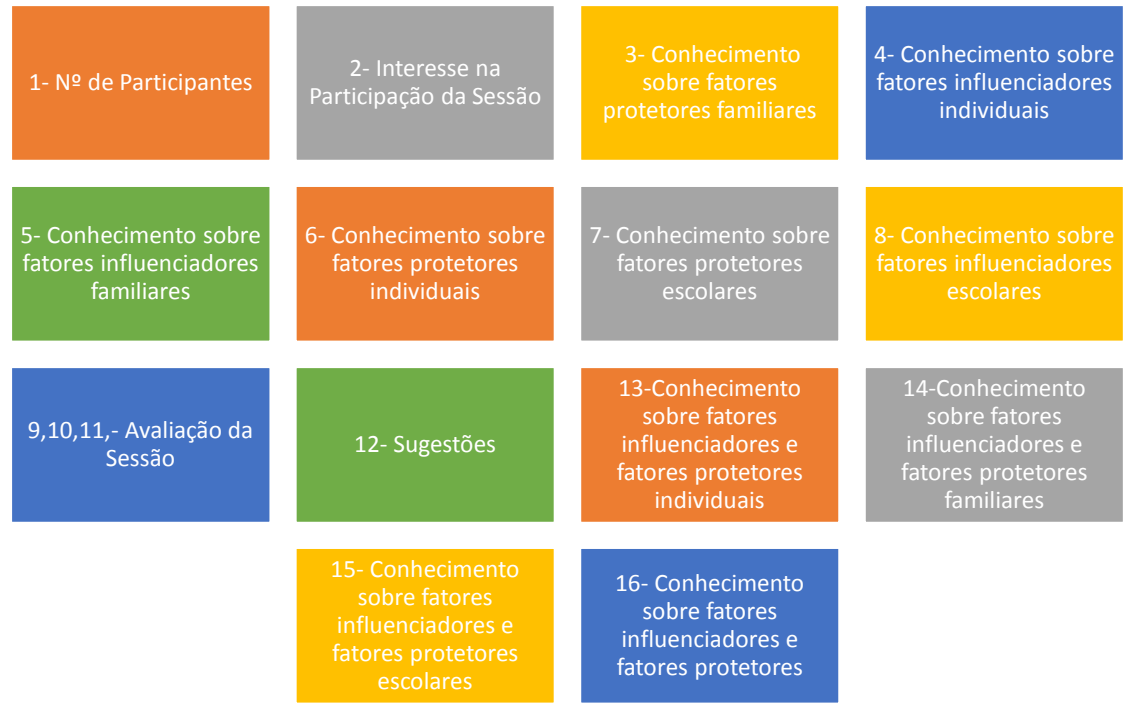 1- Nº de Participantes
2- Interesse na
Participação da Sessão
3- Conhecimento
sobre fatores
protetores familiares
4- Conhecimento sobre
fatores influenciadores
individuais
5- Conhecimento sobre
fatores influenciadores
familiares
6- Conhecimento sobre
fatores protetores
individuais
7- Conhecimento sobre
fatores protetores
escolares
8- Conhecimento sobre
fatores influenciadores
escolares
9,10,11,- Avaliação da
Sessão
12- Sugestões
13-Conhecimento
sobre fatores
influenciadores e
fatores protetores
individuais
14-Conhecimento
sobre fatores
influenciadores e
fatores protetores
familiares
15- Conhecimento
sobre fatores
influenciadores e
fatores protetores
escolares
16- Conhecimento
sobre fatores
influenciadores e
fatores protetores